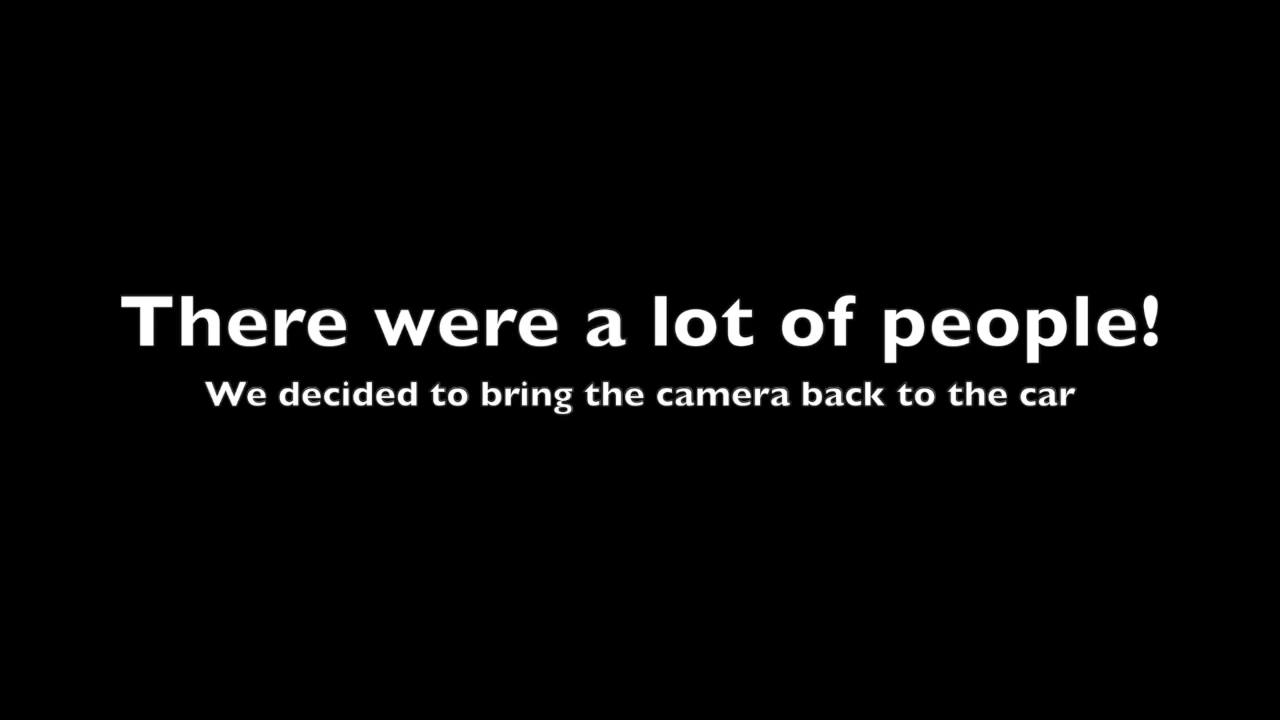 There were a lot of people!
We decided to bring the camera back to the car